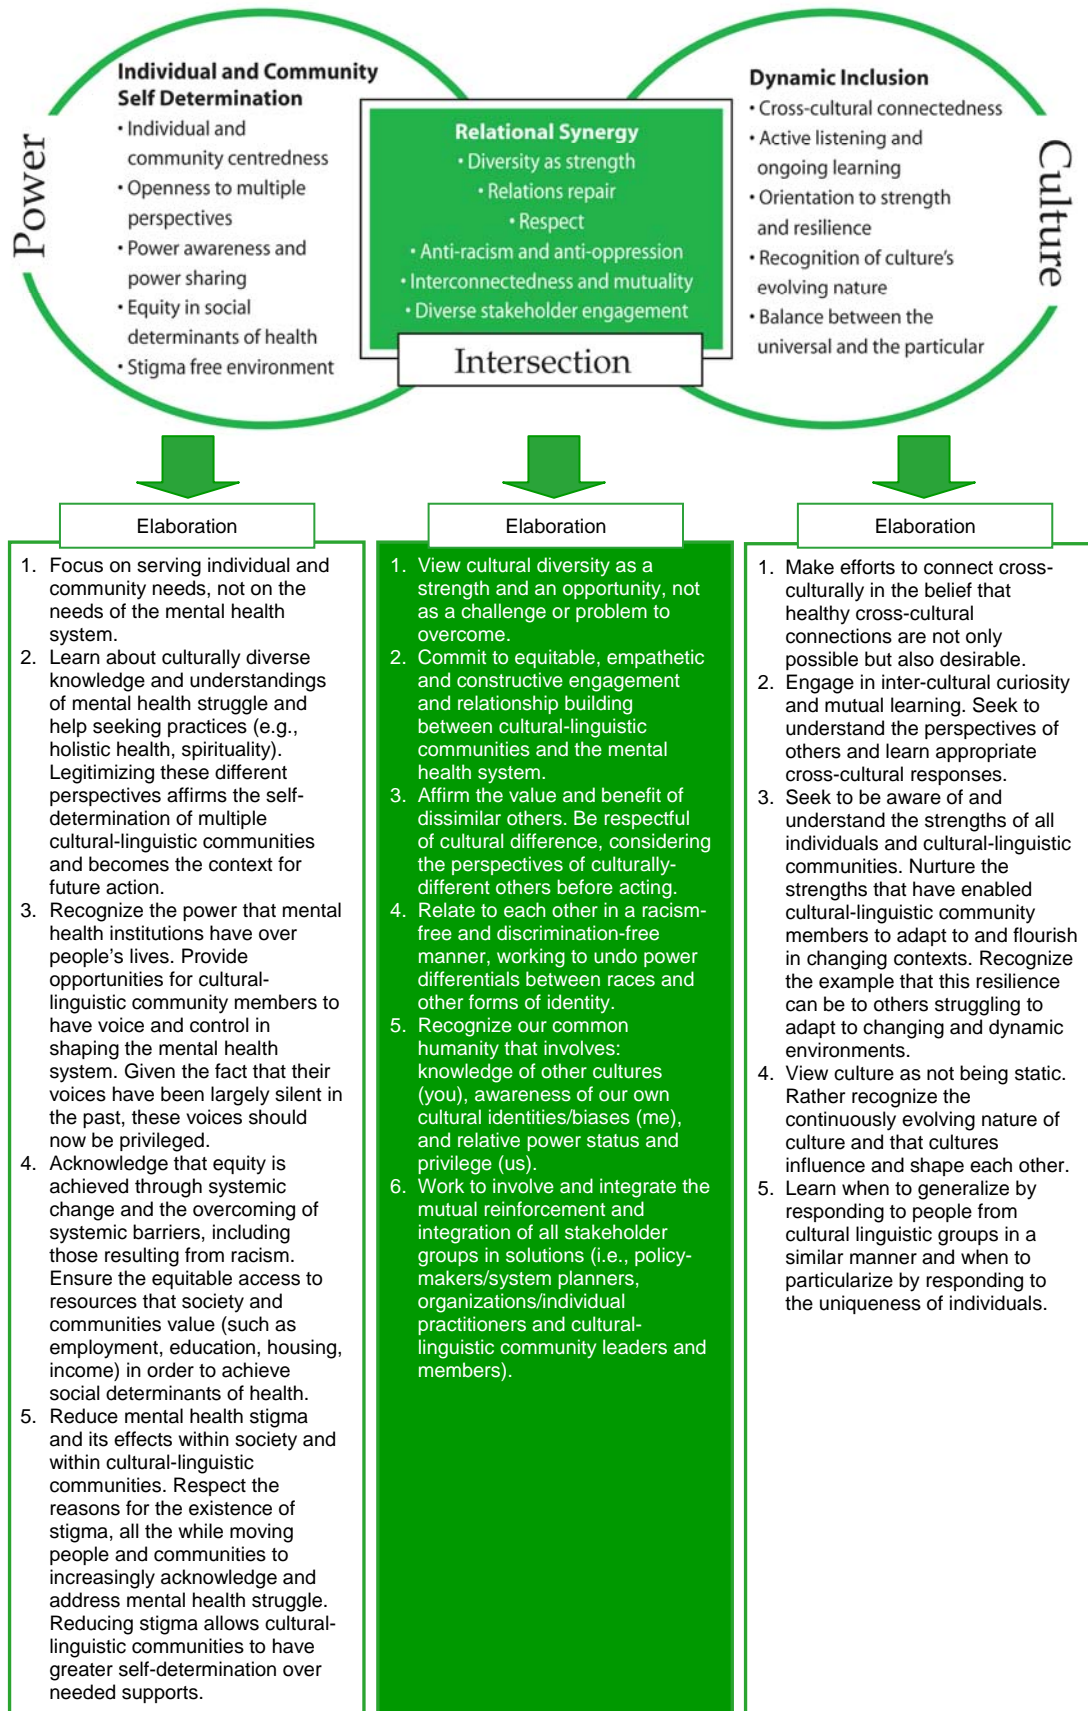 Power
Individual and Community
Self Determination
• Individual and
community centredness
• Openness to multiple
perspectives
• Power awareness and
power sharing
• Equity in social
determinants of health
• Stigma free environment
Relational Synergy
• Diversity as strength
• Relations repair
• Respect
• Anti-racism and anti-oppression
• Interconnectedness and mutuality
• Diverse stakeholder engagement
Intersection
Dynamic Inclusion
• Cross-cultural connectedness
• Active listening and
ongoing learning
• Orientation to strength
and resilience
• Recognition of culture's
evolving nature
• Balance between the
universal and the particular
Culture
Elaboration
1. Focus on serving individual and
community needs, not on the
needs of the mental health
system.
2. Learn about culturally diverse
knowledge and understandings
of mental health struggle and
help seeking practices (e.g.,
holistic health, spirituality).
Legitimizing these different
perspectives affirms the self-
determination of multiple
cultural-linguistic communities
and becomes the context for
future action.
3. Recognize the power that mental
health institutions have over
people's lives. Provide
opportunities for cultural-
linguistic community members to
have voice and control in
shaping the mental health
system. Given the fact that their
voices have been largely silent in
the past, these voices should
now be privileged.
4. Acknowledge that equity is
achieved through systemic
change and the overcoming of
systemic barriers, including
those resulting from racism.
Ensure the equitable access to
resources that society and
communities value (such as
employment, education, housing,
income) in order to achieve
social determinants of health.
5. Reduce mental health stigma
and its effects within society and
within cultural-linguistic
communities. Respect the
reasons for the existence of
stigma, all the while moving
people and communities to
increasingly acknowledge and
address mental health struggle.
Reducing stigma allows cultural-
linguistic communities to have
greater self-determination over
needed supports.
Elaboration
1. View cultural diversity as a
strength and an opportunity, not
as a challenge or problem to
overcome.
2. Commit to equitable, empathetic
and constructive engagement
and relationship building
between cultural-linguistic
communities and the mental
health system.
3. Affirm the value and benefit of
dissimilar others. Be respectful
of cultural difference, considering
the perspectives of culturally-
different others before acting.
4. Relate to each other in a racism-
free and discrimination-free
manner, working to undo power
differentials between races and
other forms of identity.
5. Recognize our common
humanity that involves:
knowledge of other cultures
(you), awareness of our own
cultural identities/biases (me),
and relative power status and
privilege (us).
6. Work to involve and integrate the
mutual reinforcement and
integration of all stakeholder
groups in solutions (i.e., policy-
makers/system planners,
organizations/individual
practitioners and cultural-
linguistic community leaders and
members).
Elaboration
1. Make efforts to connect cross-
culturally in the belief that
healthy cross-cultural
connections are not only
possible but also desirable.
2. Engage in inter-cultural curiosity
and mutual learning. Seek to
understand the perspectives of
others and learn appropriate
cross-cultural responses.
3. Seek to be aware of and
understand the strengths of all
individuals and cultural-linguistic
communities. Nurture the
strengths that have enabled
cultural-linguistic community
members to adapt to and flourish
in changing contexts. Recognize
the example that this resilience
can be to others struggling to
adapt to changing and dynamic
environments.
4. View culture as not being static.
Rather recognize the
continuously evolving nature of
culture and that cultures
influence and shape each other.
5. Learn when to generalize by
responding to people from
cultural linguistic groups in a
similar manner and when to
particularize by responding to
the uniqueness of individuals.